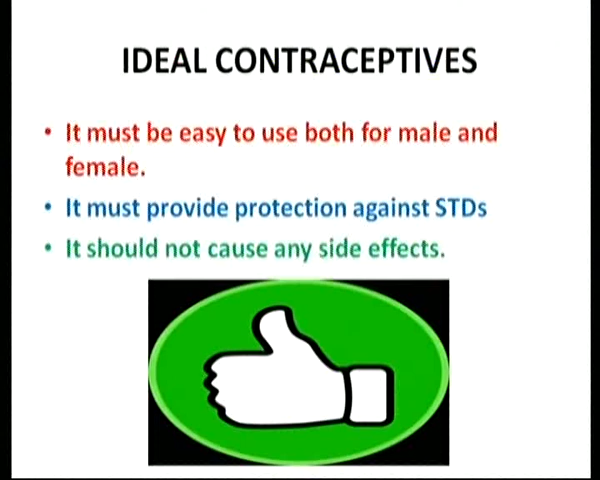 IDEAL CONTRACEPTIVES
• It must be easy to use both for male and
female.
• It must provide protection against STDs
• It should not cause any side effects.